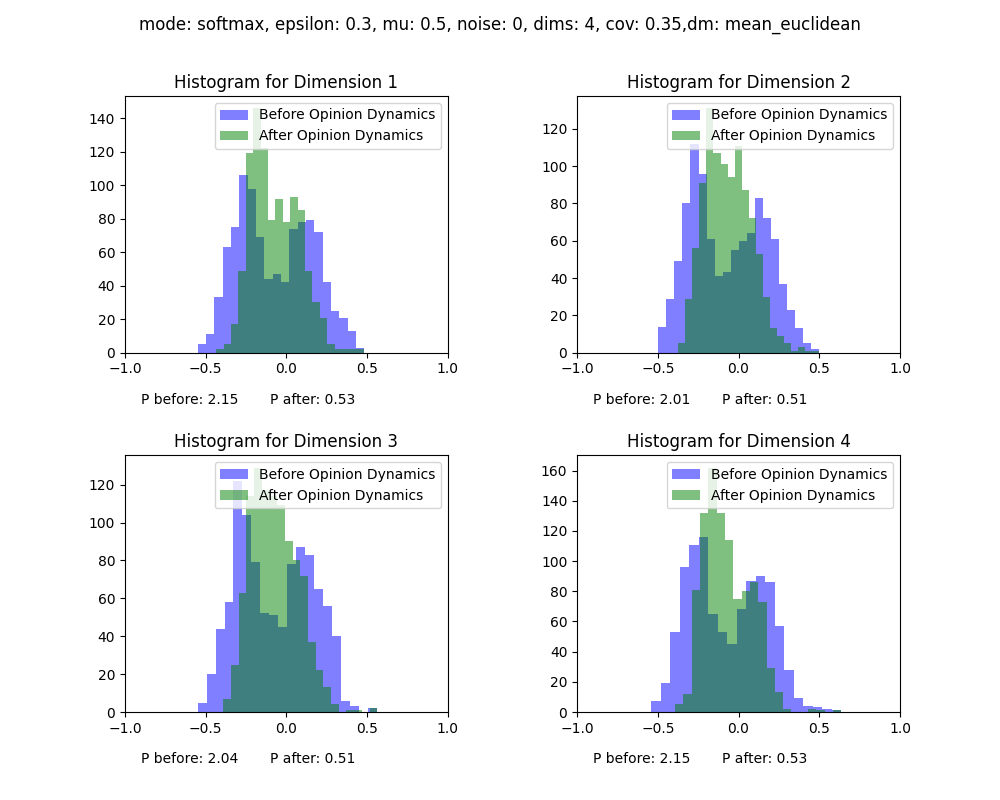 mode: softmax, epsilon: 0.3, mu: 0.5, noise: 0, dims: 4, cov: 0.35,dm: mean_euclidean
Histogram for Dimension 1
Before Opinion Dynamics
After Opinion Dynamics
140
120
100
80
60
40
20
0
−1.0 −0.5 0.0 0.5 1.0
P before: 2.15 P after: 0.53
Histogram for Dimension 2
Before Opinion Dynamics
After Opinion Dynamics
120
100
80
60
40
20
0
−1.0 −0.5 0.0 0.5 1.0
P before: 2.01 P after: 0.51
Histogram for Dimension 3
Before Opinion Dynamics
After Opinion Dynamics
120
100
80
60
40
20
0
−1.0 −0.5 0.0 0.5 1.0
P before: 2.04 P after: 0.51
Histogram for Dimension 4
Before Opinion Dynamics
After Opinion Dynamics
160
140
120
100
80
60
40
20
0
−1.0 −0.5 0.0 0.5 1.0
P before: 2.15 P after: 0.53